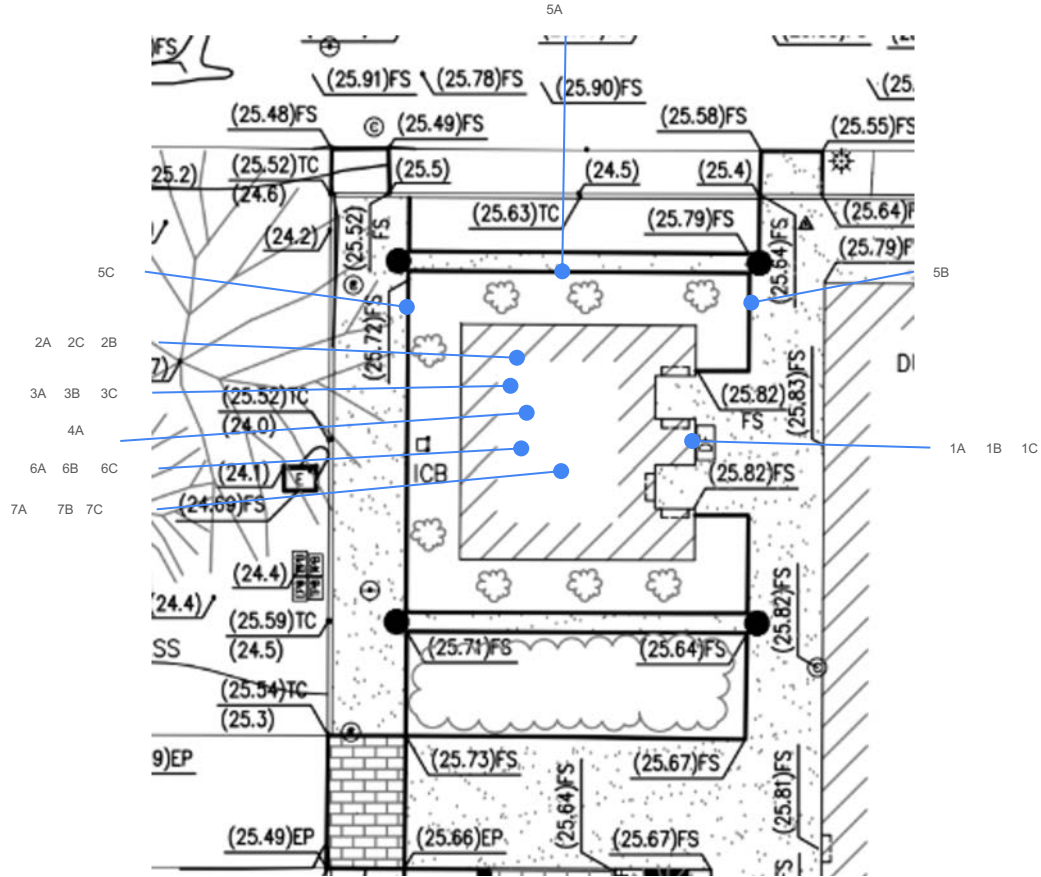 5A
)FS
(25.91)FS
(25.78)FS
(25.90)FS
(25.
(25.48)FS
C
(25.49)FS
(25.58)FS
(25.55)FS
25.2)
(25.52)TC
(24.6)
(25.5)
(24.5)
(25.4)
(25.63)TC
(25.79)FS
(25.64)F
(24.2)
(25.52)
FS
(25.64)FS
(25.79)F
5C
5B
(25.72)FS
2A 2C 2B
7)
3A 3B 3C
(25.52)TC
(24.0)
(25.82)
FS
(25.83)FS
DU
4A
1A 1B 1C
6A 6B 6C
(24.1)
E
ICB
(25.82)FS
7A 7B 7C
(24.69)FS
(24.4)
(24.4)
(25.82)FS
(25.59)TC
(24.5)
SS
(25.71)FS
(25.64)FS
(25.54)TC
(25.3)
9)EP
(25.73)FS
(25.64)FS
(25.67)FS
(25.81)FS
(25.49)EP
(25.66)EP
(25.67)FS
FS